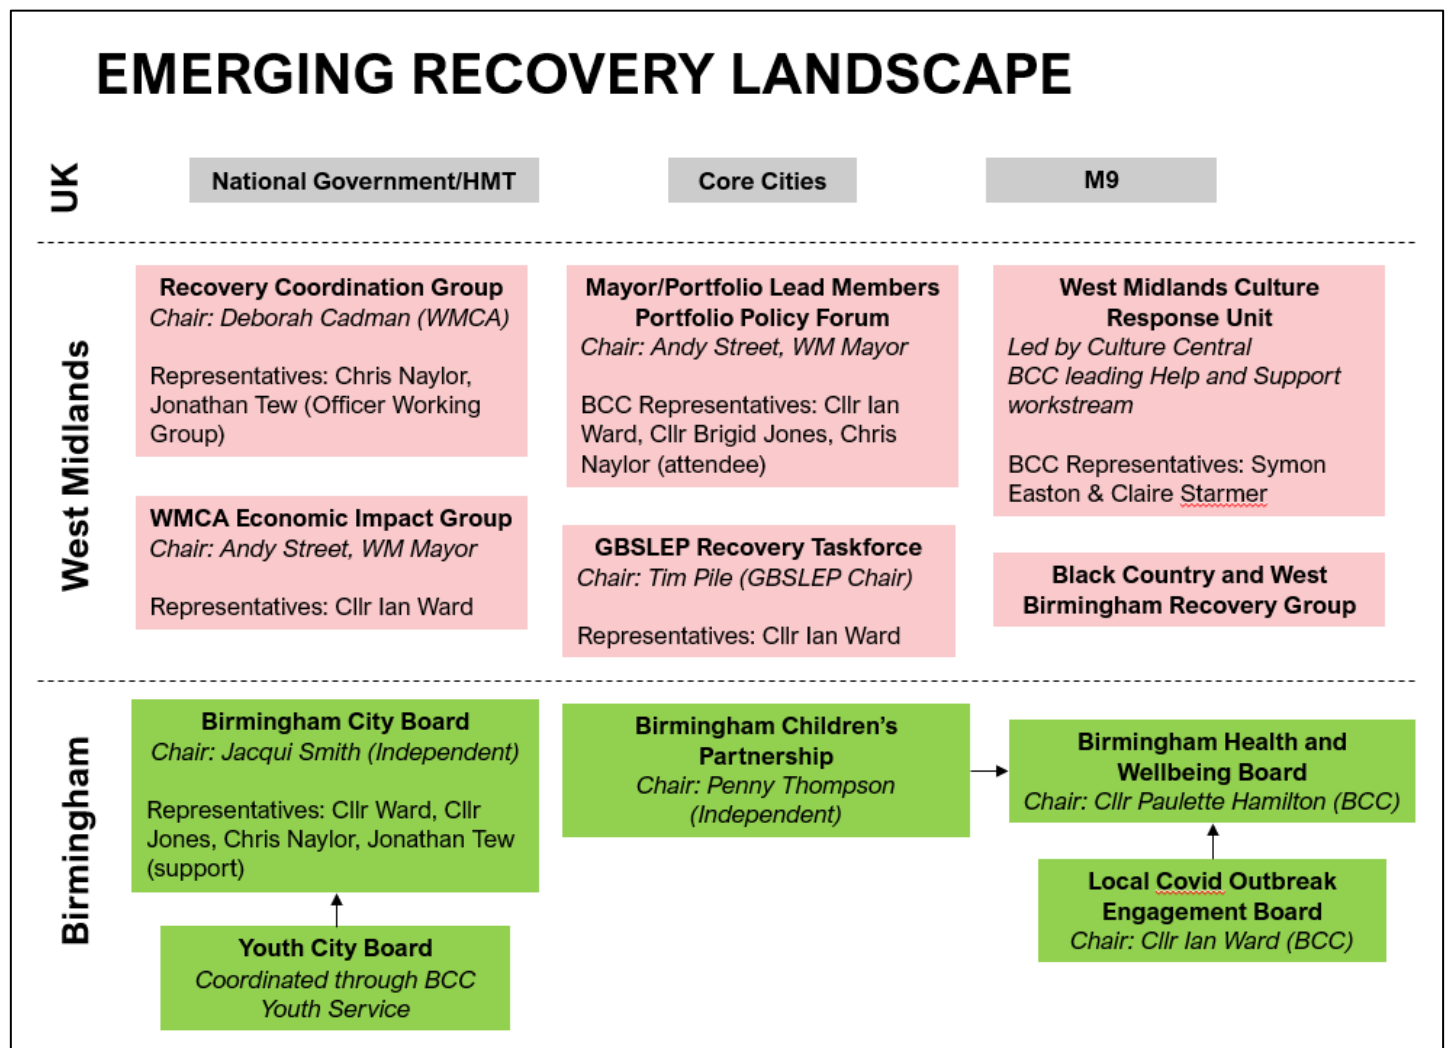 EMERGING RECOVERY LANDSCAPE
UK
National Government/HMT
Core Cities
M9
West Midlands
Recovery Coordination Group
Chair: Deborah Cadman (WMCA)
Representatives: Chris Naylor,
Jonathan Tew (Officer Working
Group)
Mayor/Portfolio Lead Members
Portfolio Policy Forum
Chair: Andy Street, WM Mayor
BCC Representatives: Cllr Ian
Ward, Cllr Brigid Jones, Chris
Naylor (attendee)
West Midlands Culture
Response Unit
Led by Culture Central
BCC leading Help and Support
workstream
BCC Representatives: Symon
Easton & Claire Starmer
WMCA Economic Impact Group
Chair: Andy Street, WM Mayor
Representatives: Cllr Ian Ward
GBSLEP Recovery Taskforce
Chair: Tim Pile (GBSLEP Chair)
Representatives: Cllr Ian Ward
Black Country and West
Birmingham Recovery Group
Birmingham
Birmingham City Board
Chair: Jacqui Smith (Independent)
Representatives: Cllr Ward, Cllr
Jones, Chris Naylor, Jonathan Tew
(support)
Birmingham Children’s
Partnership
Chair: Penny Thompson
(Independent)
Birmingham Health and
Wellbeing Board
Chair: Cllr Paulette Hamilton (BCC)
Youth City Board
Coordinated through BCC
Youth Service
Local Covid Outbreak
Engagement Board
Chair: Cllr Ian Ward (BCC)